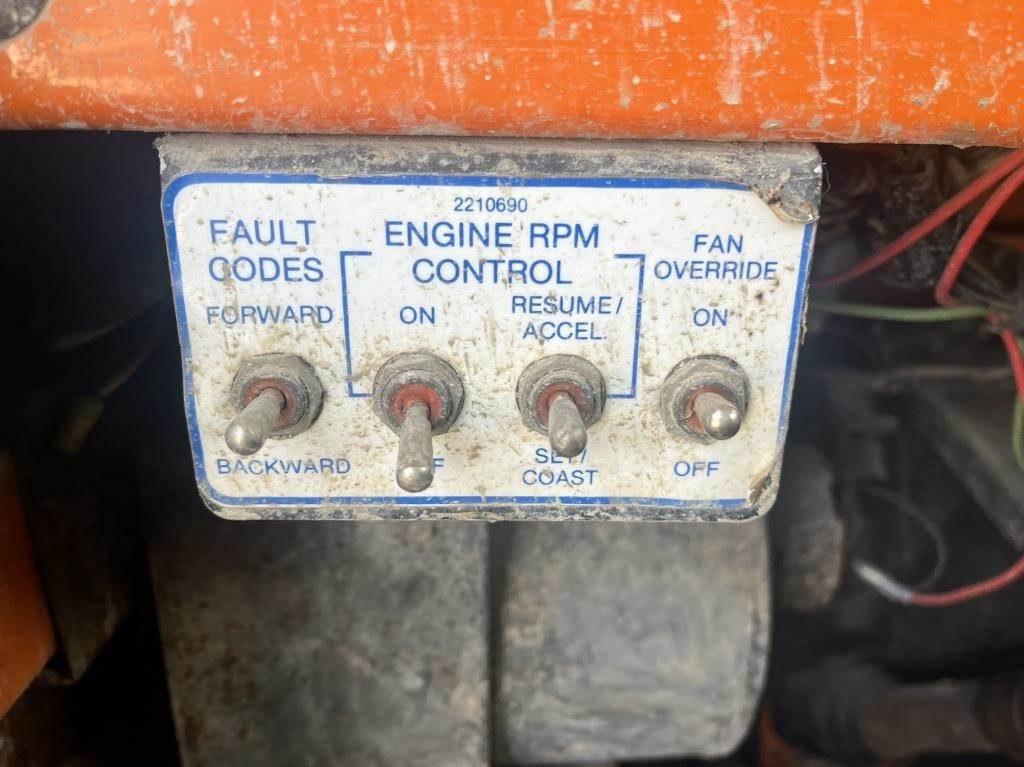 2210690
FAULT
CODES
FORWARD
BACKWARD
ENGINE RPM
CONTROL
ON
RESUME/
ACCEL.
SET/
COAST
FAN
OVERRIDE
ON
OFF